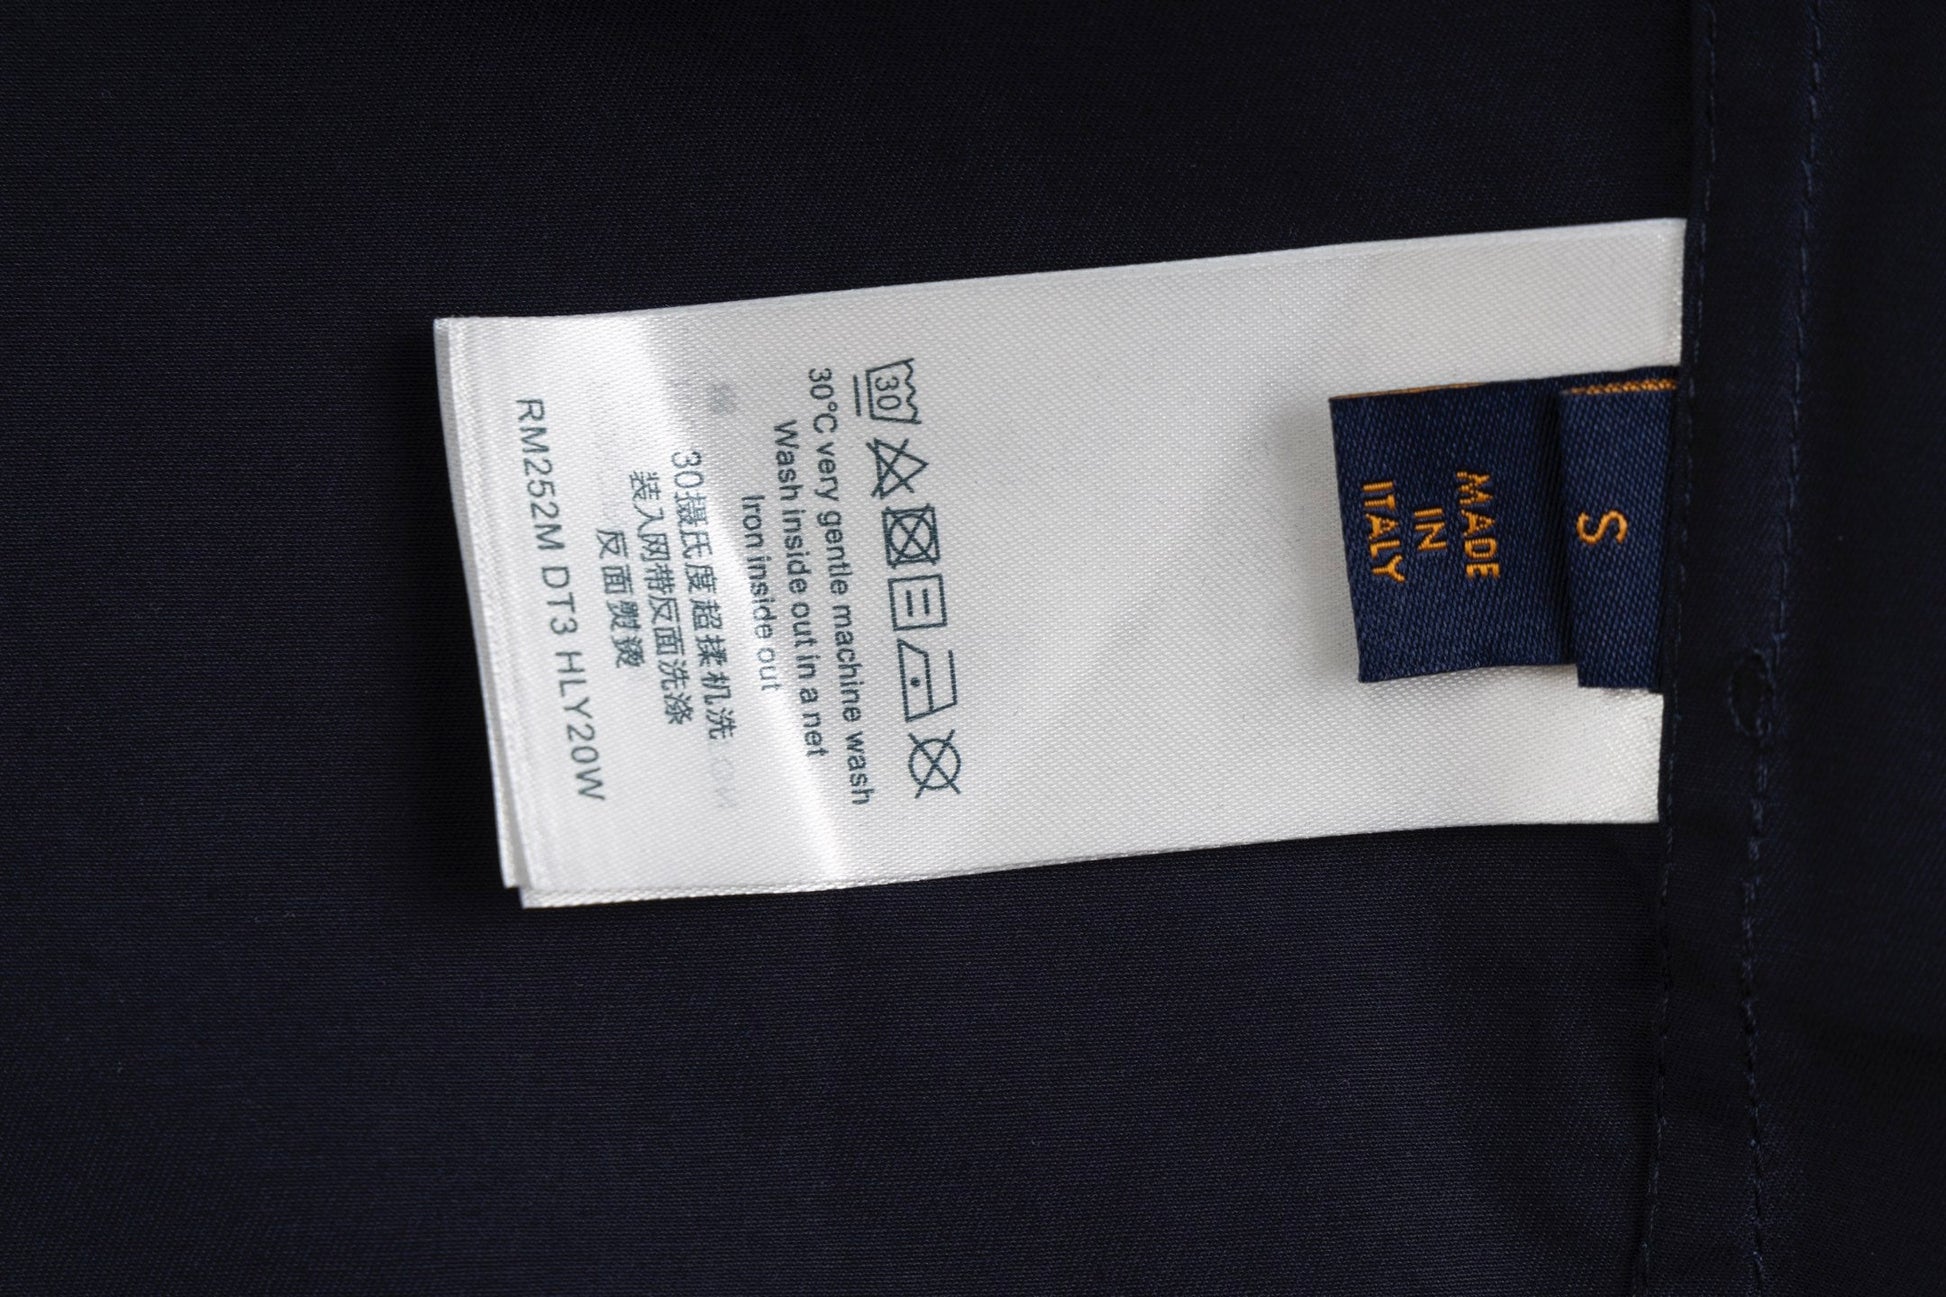 S
MADE
IN
ITALY
30
30°C very gentle machine wash
Wash inside out in a net
Iron inside out
30摄氏度超揉机洗
装入网带反面洗涤
反面熨烫
RM252M DT3 HLY20W